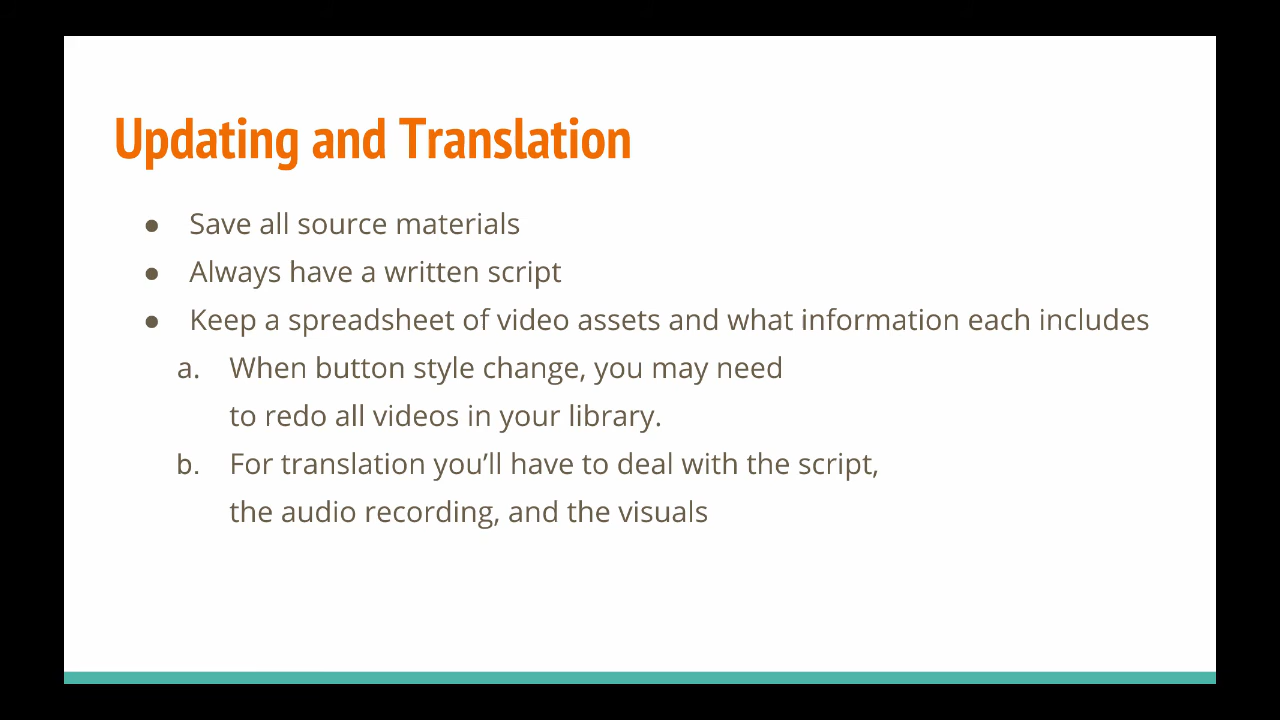 Updating and Translation
● Save all source materials
● Always have a written script
● Keep a spreadsheet of video assets and what information each includes
a. When button style change, you may need
to redo all videos in your library.
b. For translation you’ll have to deal with the script,
the audio recording, and the visuals